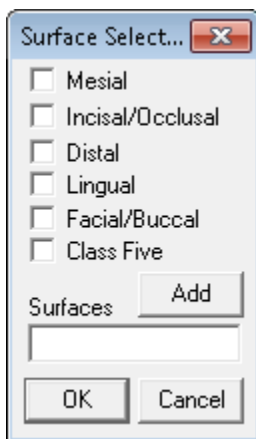 Surface Select...
Mesial
Incisal/Occlusal
Distal
Lingual
Facial/Buccal
Class Five
Add
Surfaces
OK Cancel